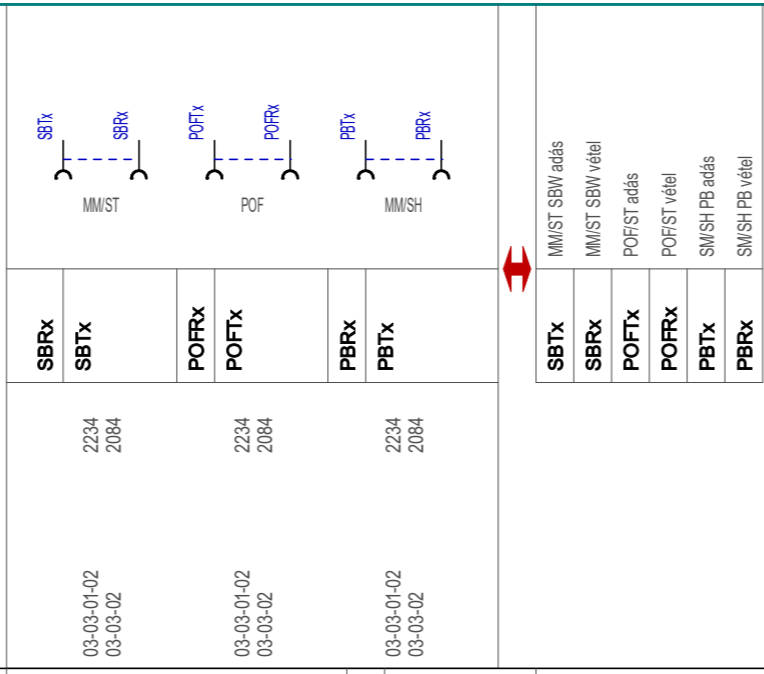 SBTx
SBRx
POFTx
POFRx
PBTx
PBRx
MM/ST
POF
MM/SH
MM/ST SBW adás
MM/ST SBW vétel
POF/ST adás
POF/ST vétel
SM/SH PB adás
SM/SH PB vétel
SBRx
SBTx
POFRx
POFTx
PBRx
PBTx
SBTx
SBRx
POFTx
POFRx
PBTx
PBRx
2234
2084
2234
2084
2234
2084
03-03-01-02
03-03-02
03-03-01-02
03-03-02
03-03-01-02
03-03-02